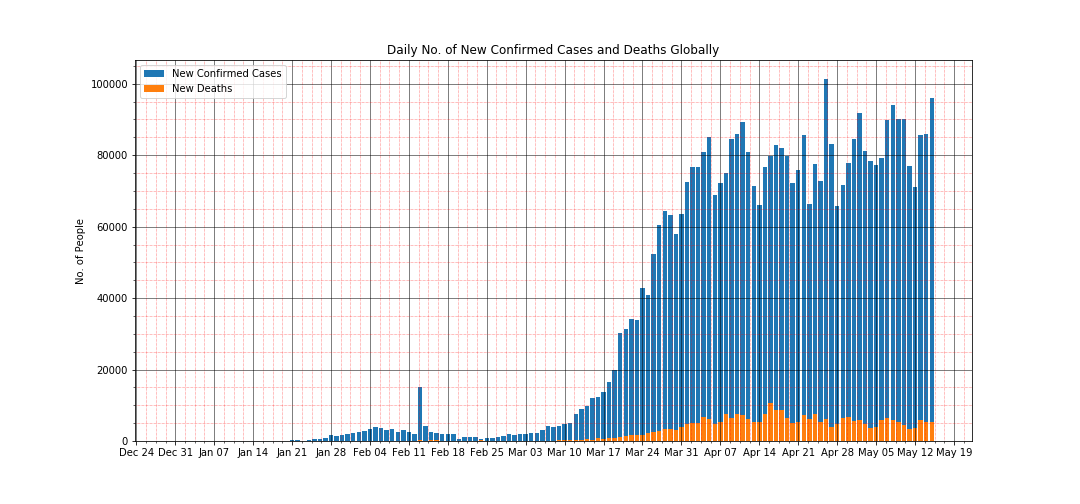 Daily No. of New Confirmed Cases and Deaths Globally
New Confirmed Cases
New Deaths
No. of People
100000
80000
60000
40000
20000
0
Dec 24 Dec 31 Jan 07 Jan 14 Jan 21 Jan 28 Feb 04 Feb 11 Feb 18 Feb 25 Mar 03 Mar 10 Mar 17 Mar 24 Mar 31 Apr 07 Apr 14 Apr 21 Apr 28 May 05 May 12 May 19